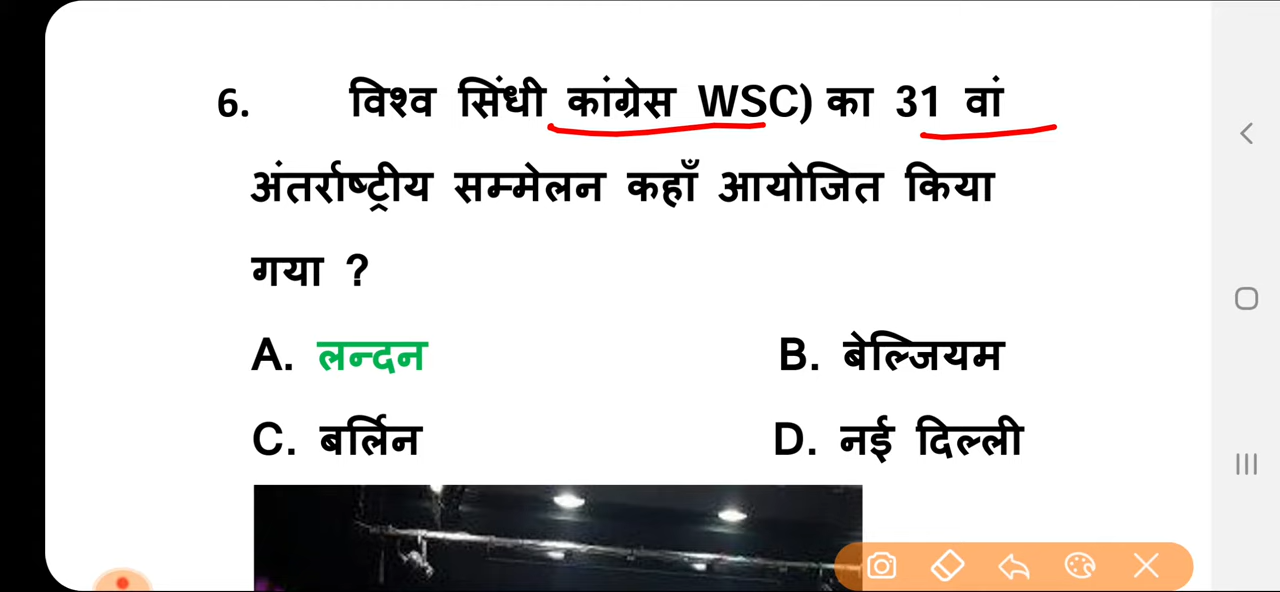 6. विश्व सिंधी कांग्रेस WSC) का 31 वां
अंतर्राष्ट्रीय सम्मेलन कहाँ आयोजित किया
गया ?
A. लन्दन B. बेल्जियम
C. बर्लिन D. नई दिल्ली